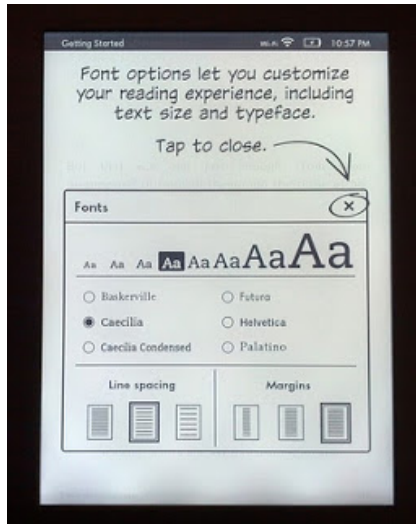 Getting Started Wi-Fi 10:57 PM
Font options let you customize
your reading experience, including
text size and typeface.
Tap to close.
Fonts
Aa Aa Aa Aa Aa Aa Aa Aa
Baskerville Futura
Caecilia Helvetica
Caecilia Condensed Palatino
Line spacing Margins